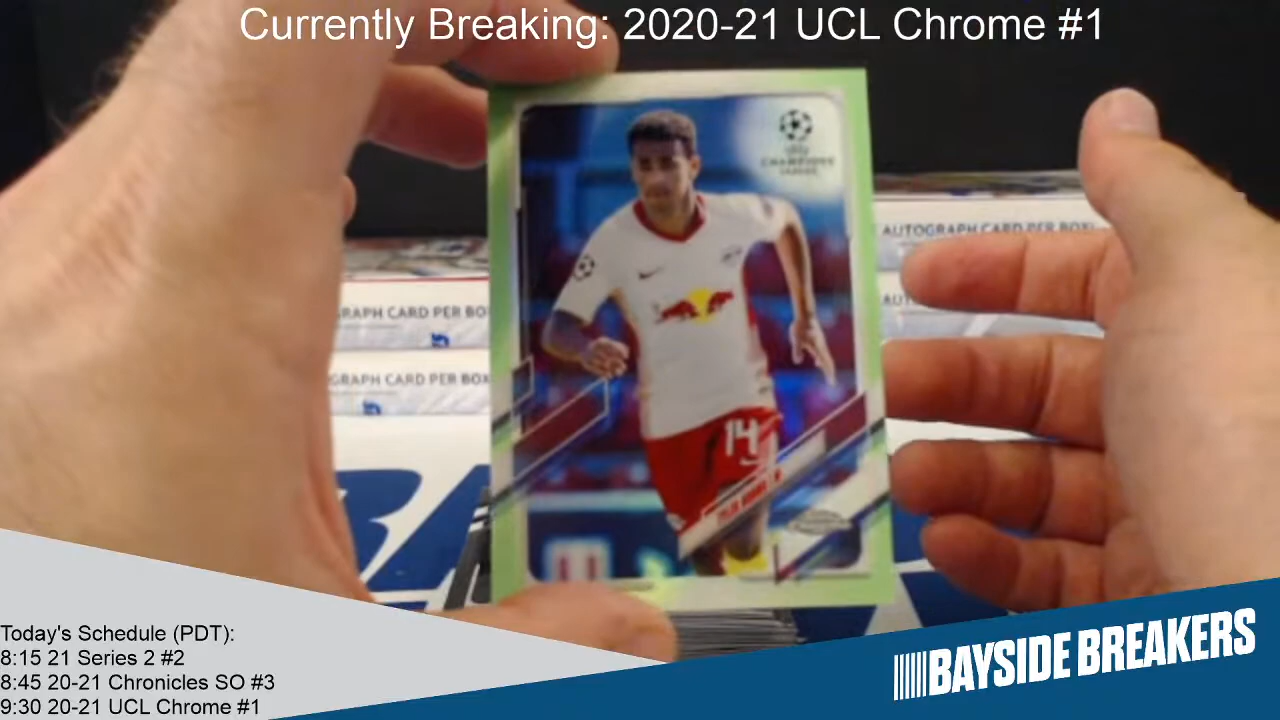 Currently Breaking: 2020-21 UCL Chrome #1
CHAMPIONS
LEAGUE
AUTOGRAPH CARD PER BOX!
AUTO
GRAPH CARD PER BOX
GRAPH CARD PER BOX
14
Today's Schedule (PDT):
8:15 21 Series 2 #2
8:45 20-21 Chronicles SO #3
9:30 20-21 UCL Chrome #1
BAYSIDE BREAKERS